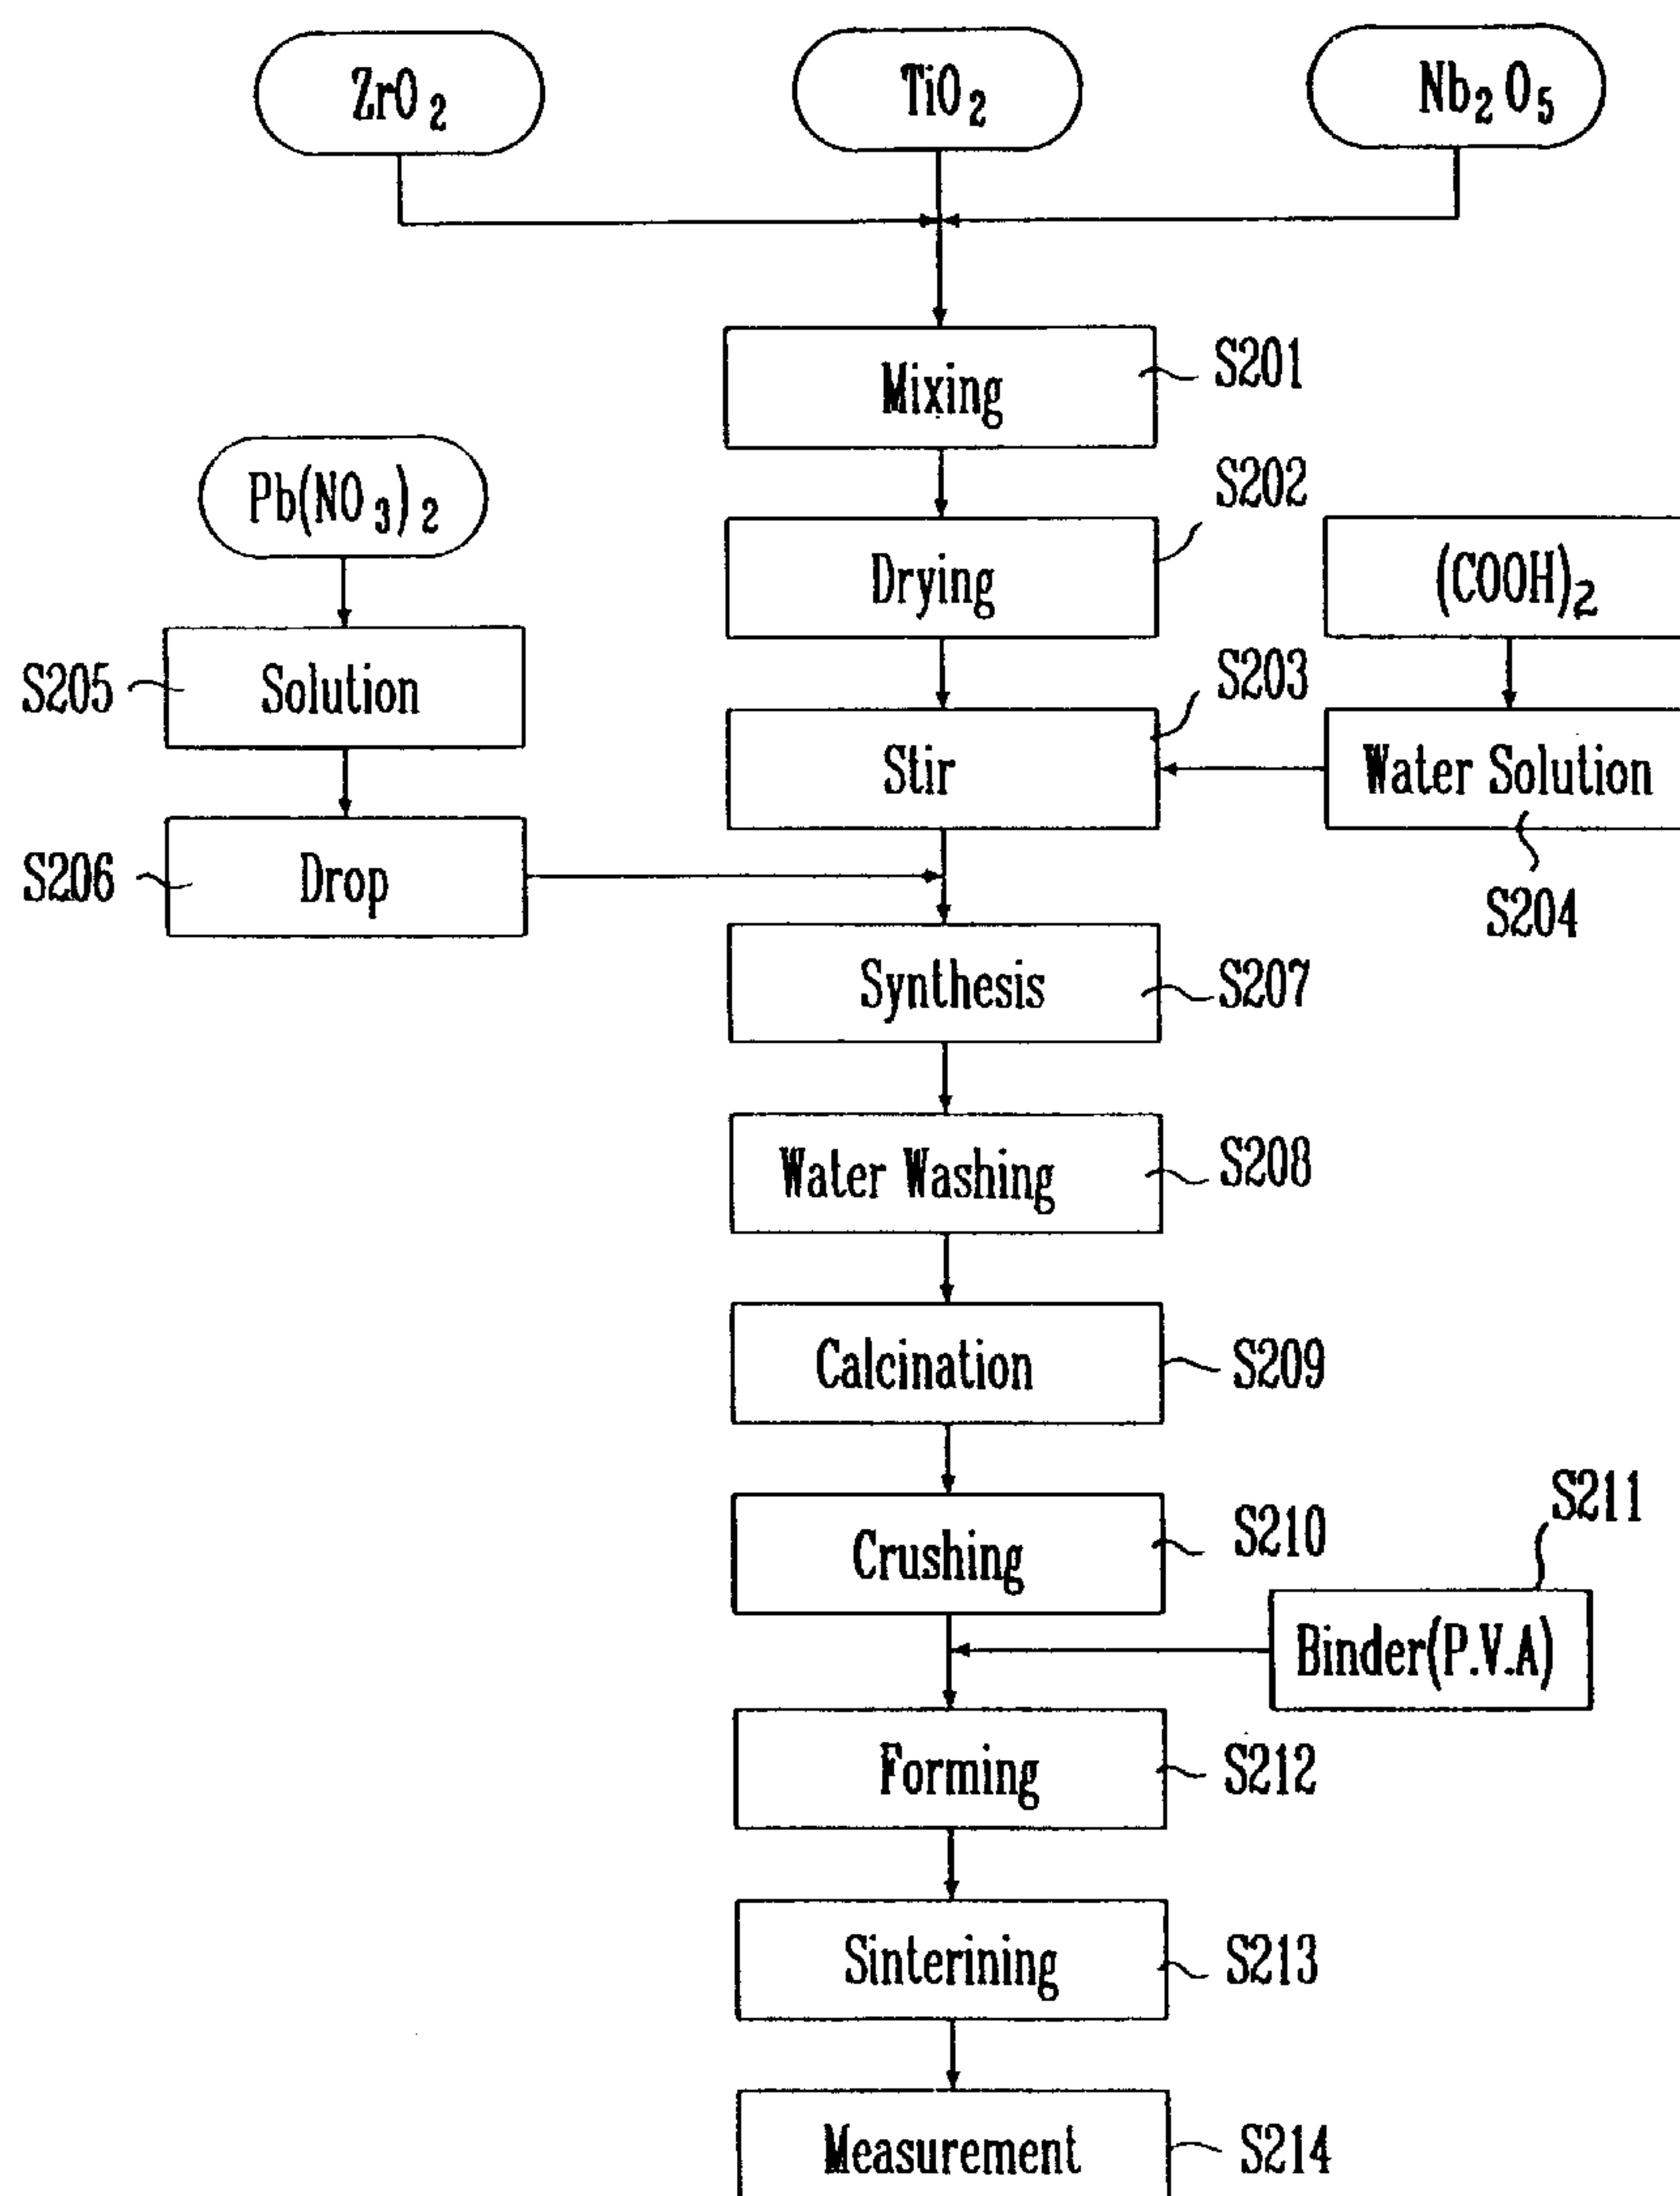 ZrO₂
TiO₂
Nb₂O₅
Mixing
S201
Pb(NO₃)₂
S202
Drying
(COOH)₂
S205
Solution
S203
Stir
Water Solution
S206
Drop
S204
Synthesis
S207
Water Washing
S208
Calcination
S209
Crushing
S210
S211
Binder(P.V.A)
Forming
S212
Sinterining
S213
Measurement
S214